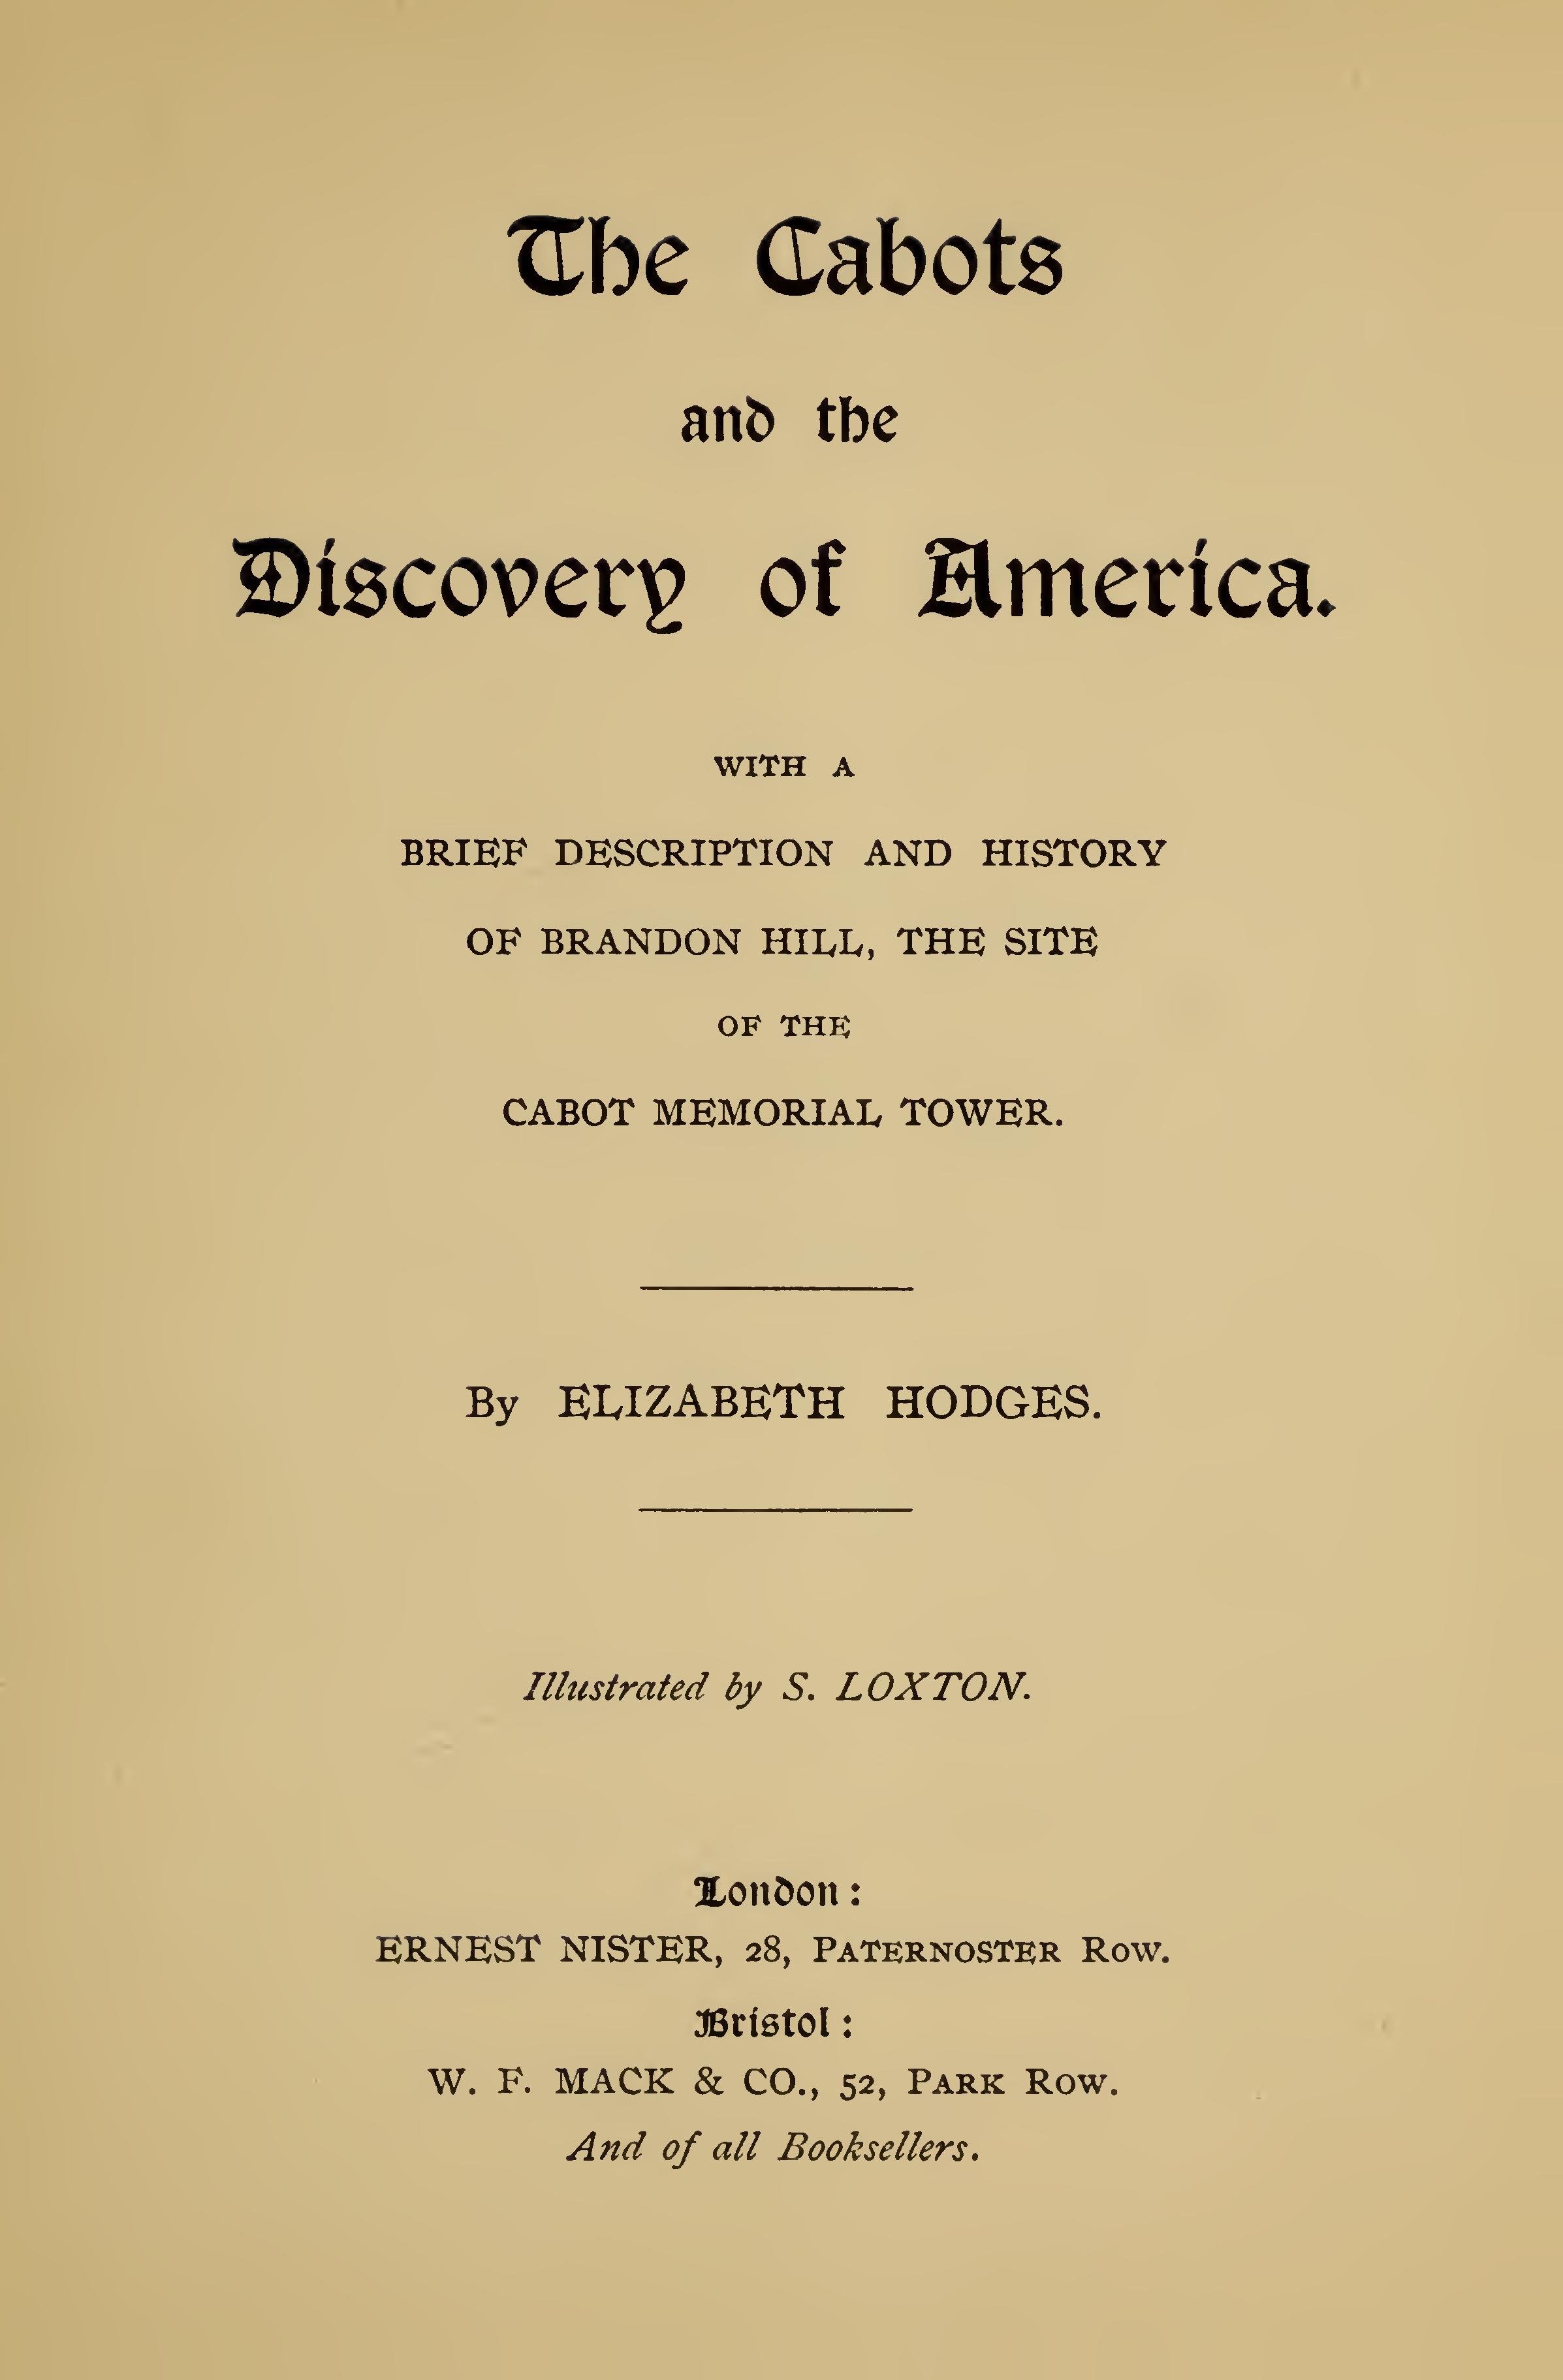 The Cabots
and the
Discovery of America.
WITH A
BRIEF DESCRIPTION AND HISTORY
OF BRANDON HILL, THE SITE
OF THE
CABOT MEMORIAL TOWER.
By ELIZABETH HODGES.
Illustrated by S. LOXTON.
London:
ERNEST NISTER, 28, PATERNOSTER ROW.
Bristol:
W. F. MACK & CO., 52, PARK ROW.
And of all Booksellers.